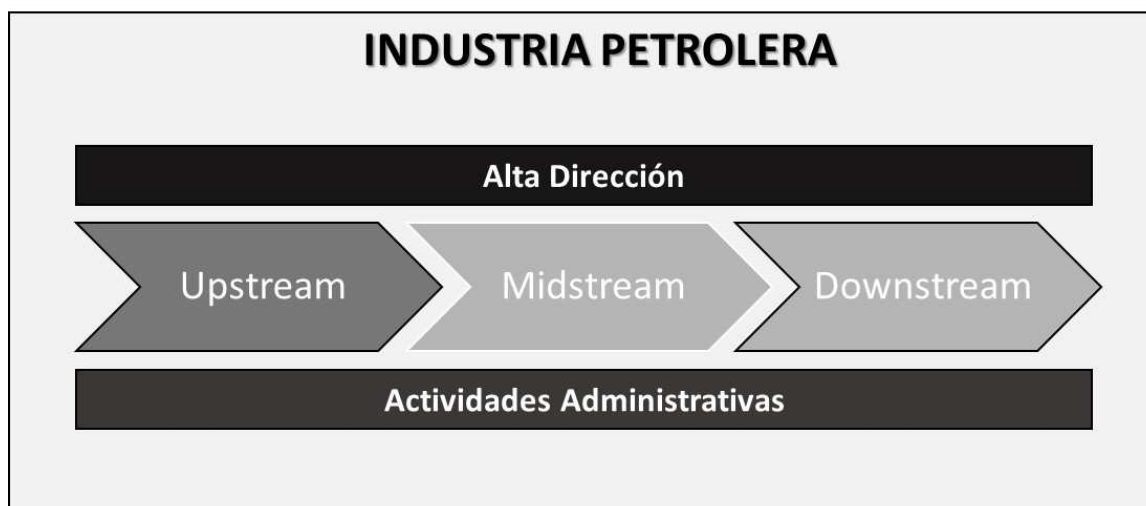 INDUSTRIA PETROLERA
Alta Dirección
Upstream
Midstream
Downstream
Actividades Administrativas